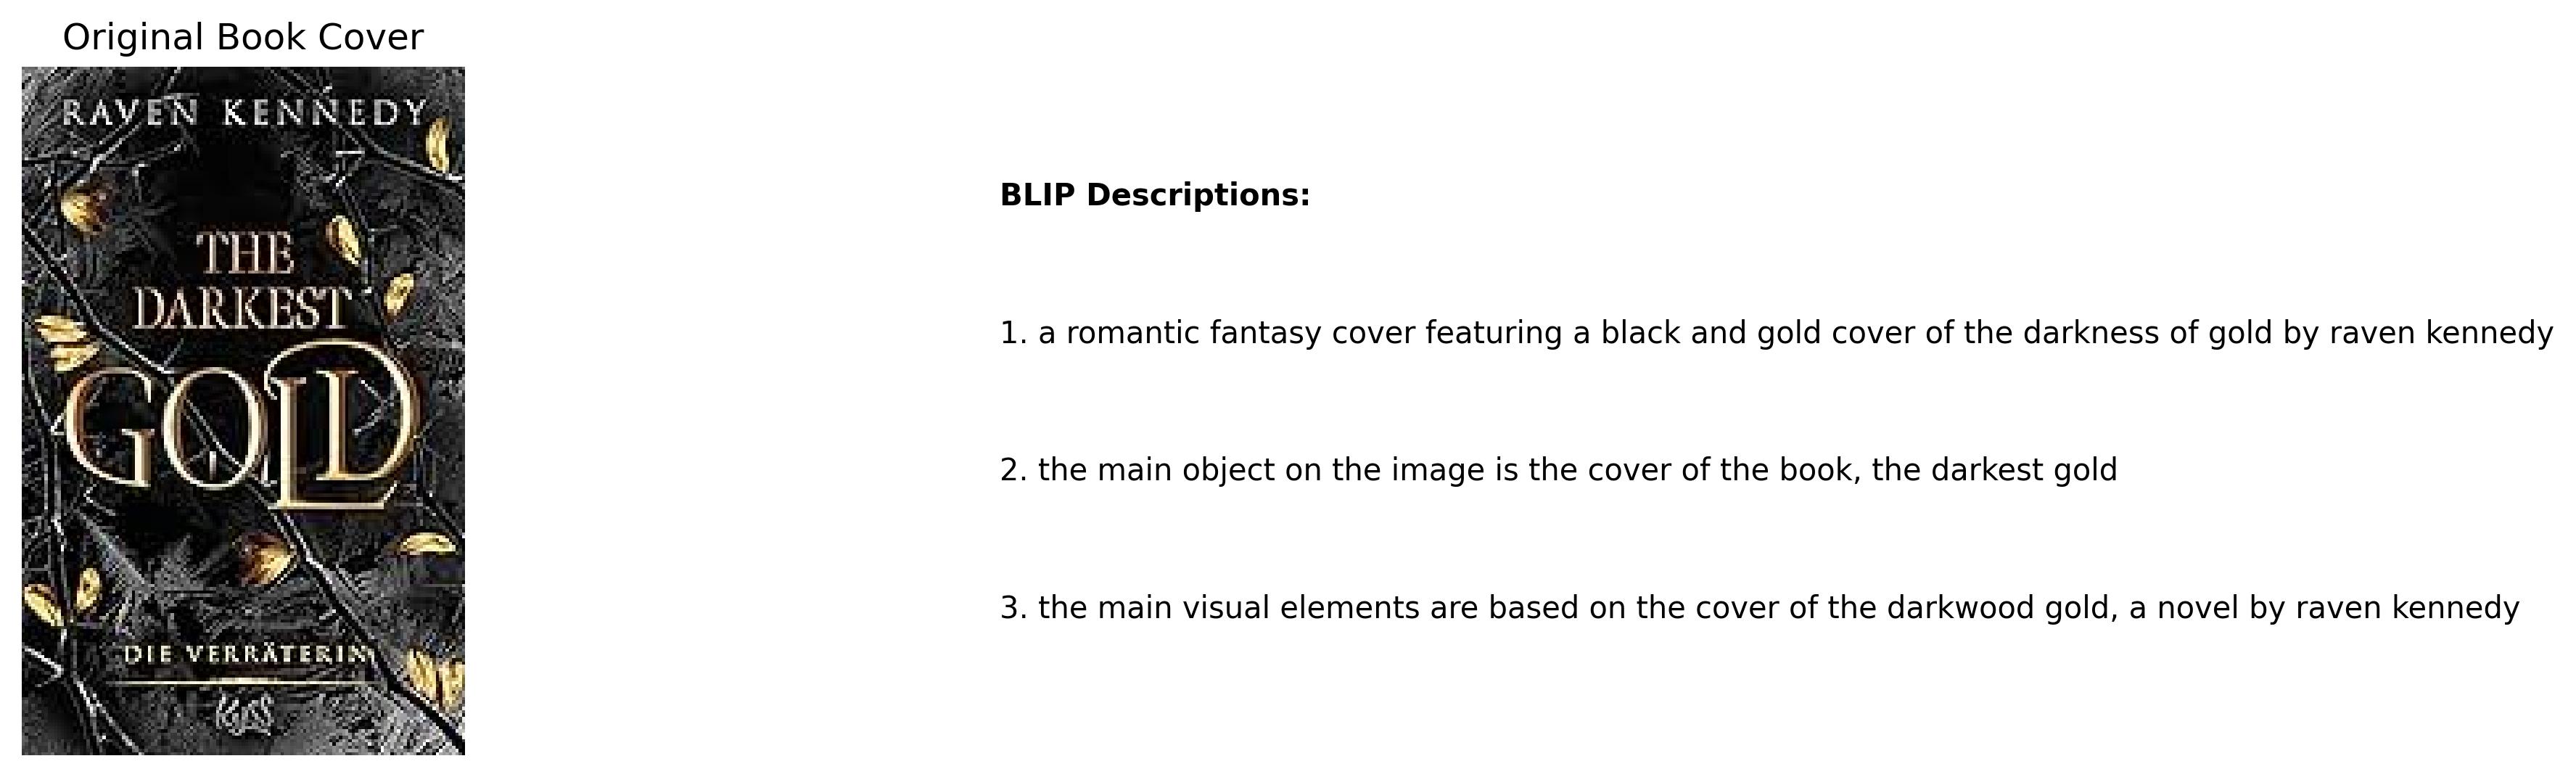 Original Book Cover
RAVEN KENNEDY
THE
DARKEST
GOLD
DIE VERRÄTERIN
KYSS
BLIP Descriptions:
1. a romantic fantasy cover featuring a black and gold cover of the darkness of gold by raven kennedy
2. the main object on the image is the cover of the book, the darkest gold
3. the main visual elements are based on the cover of the darkwood gold, a novel by raven kennedy